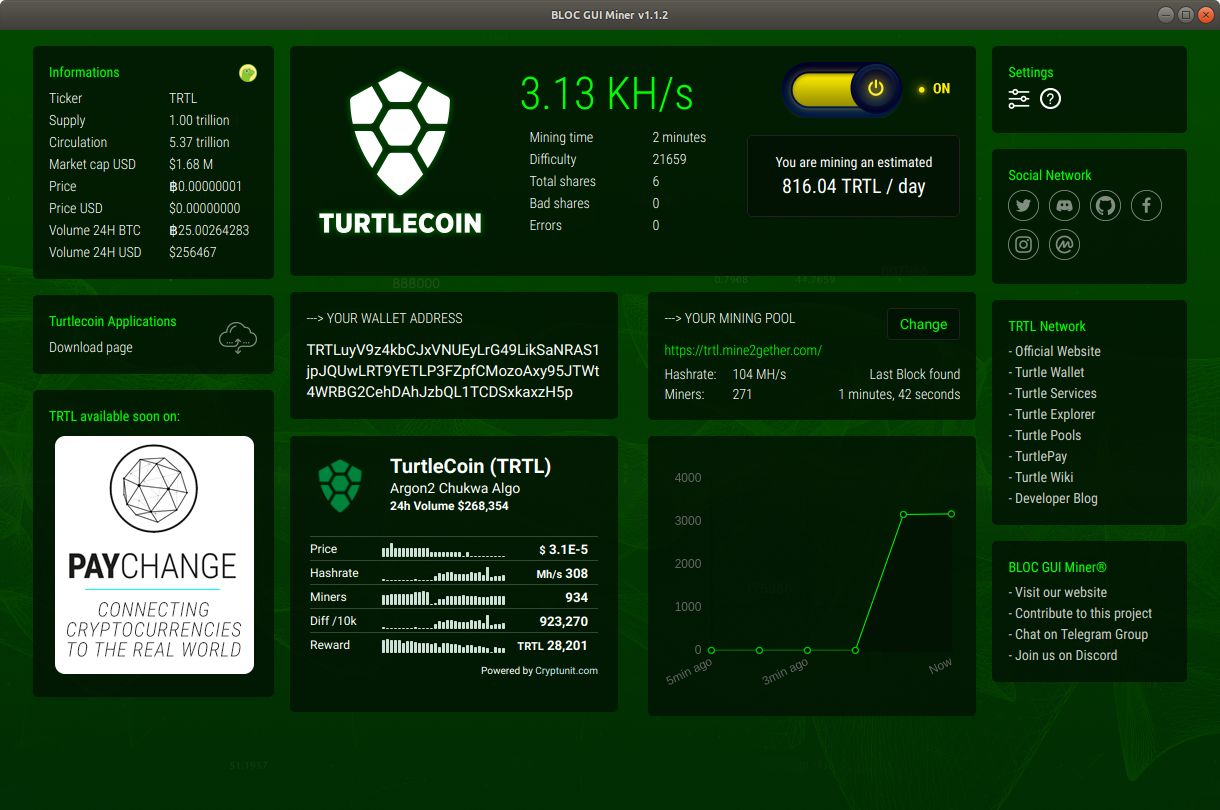 BLOC GUI Miner v1.1.2
Informations
Ticker TRTL
Supply 1.00 trillion
Circulation 5.37 trillion
Market cap USD $1.68 M
Price ฿0.00000001
Price USD $0.00000000
Volume 24H BTC ฿25.00264283
Volume 24H USD $256467
Turtlecoin Applications
Download page
TRTL available soon on:
PAYCHANGE
CONNECTING
CRYPTOCURRENCIES
TO THE REAL WORLD
TURTLECOIN
3.13 KH/s
Mining time 2 minutes
Difficulty 21659
Total shares 6
Bad shares 0
Errors 0
ON
You are mining an estimated
816.04 TRTL / day
888000
---> YOUR WALLET ADDRESS
TRTLuyV9z4kbCJxVNUEyLrG49LikSaNRAS1
jpJQUwLRT9YETLP3FZpfCMozoAxy95JTWt
4WRBG2CehDAhJzbQL1TCDSxkaxzH5p
---> YOUR MINING POOL
Change
https://trtl.mine2gether.com/
Hashrate: 104 MH/s Last Block found
Miners: 271 1 minutes, 42 seconds
TurtleCoin (TRTL)
Argon2 Chukwa Algo
24h Volume $268,354
Price $ 3.1E-5
Hashrate Mh/s 308
Miners 934
Diff /10k 923,270
Reward TRTL 28,201
Powered by Cryptunit.com
4000
3000
2000
1000
0
5min ago 3min ago Now
Settings
Social Network
TRTL Network
- Official Website
- Turtle Wallet
- Turtle Services
- Turtle Explorer
- Turtle Pools
- TurtlePay
- Turtle Wiki
- Developer Blog
BLOC GUI Miner®
- Visit our website
- Contribute to this project
- Chat on Telegram Group
- Join us on Discord